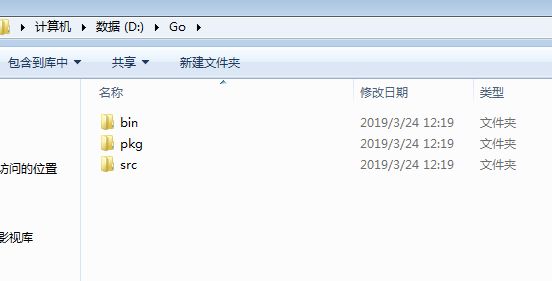 计算机 数据 (D:) Go
包含到库中 共享 新建文件夹
名称 修改日期 类型
bin 2019/3/24 12:19 文件夹
pkg 2019/3/24 12:19 文件夹
src 2019/3/24 12:19 文件夹
访问的位置
影视库